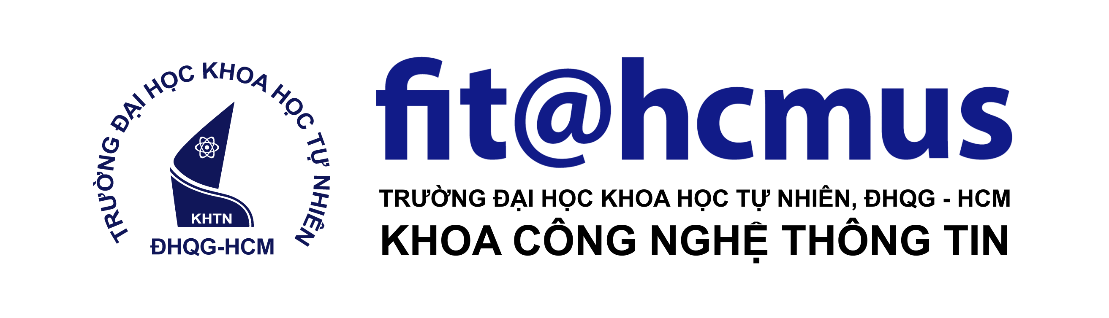 TRƯỜNG ĐẠI HỌC KHOA HỌC TỰ NHIÊN
KHTN
ĐHQG-HCM
fit@hcmus
TRƯỜNG ĐẠI HỌC KHOA HỌC TỰ NHIÊN, ĐHQG - HCM
KHOA CÔNG NGHỆ THÔNG TIN